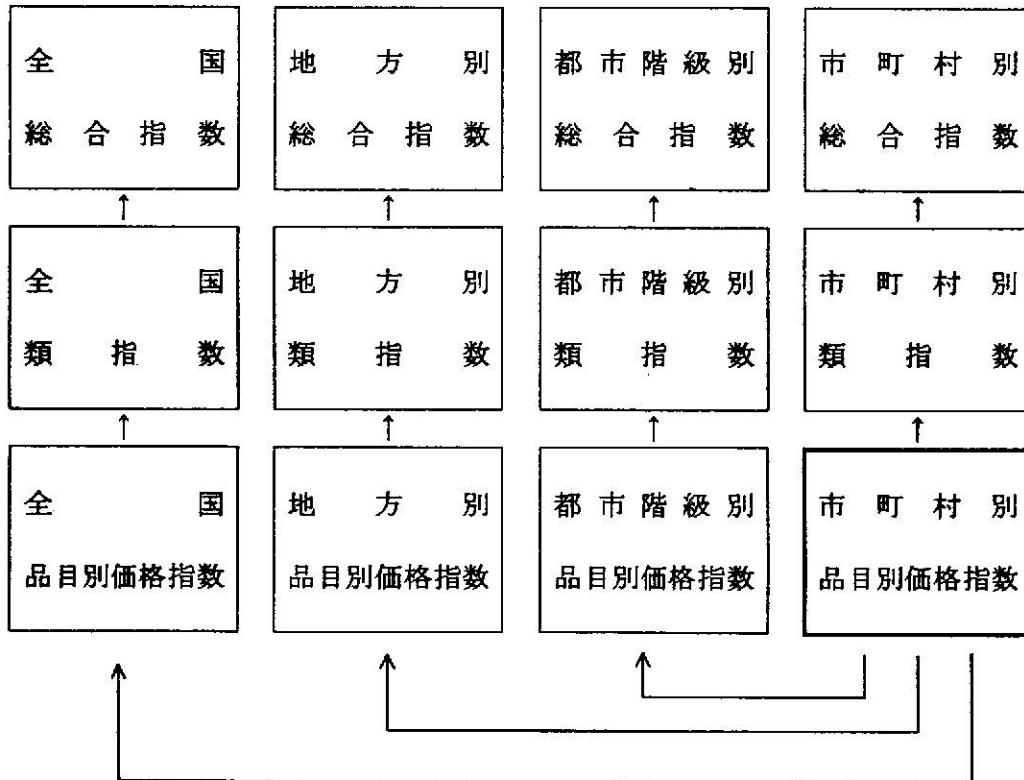 全国
総合指数
地方別
総合指数
都市階級別
総合指数
市町村別
総合指数
全国
類指数
地方別
類指数
都市階級別
類指数
市町村別
類指数
全国
品目別価格指数
地方別
品目別価格指数
都市階級別
品目別価格指数
市町村別
品目別価格指数